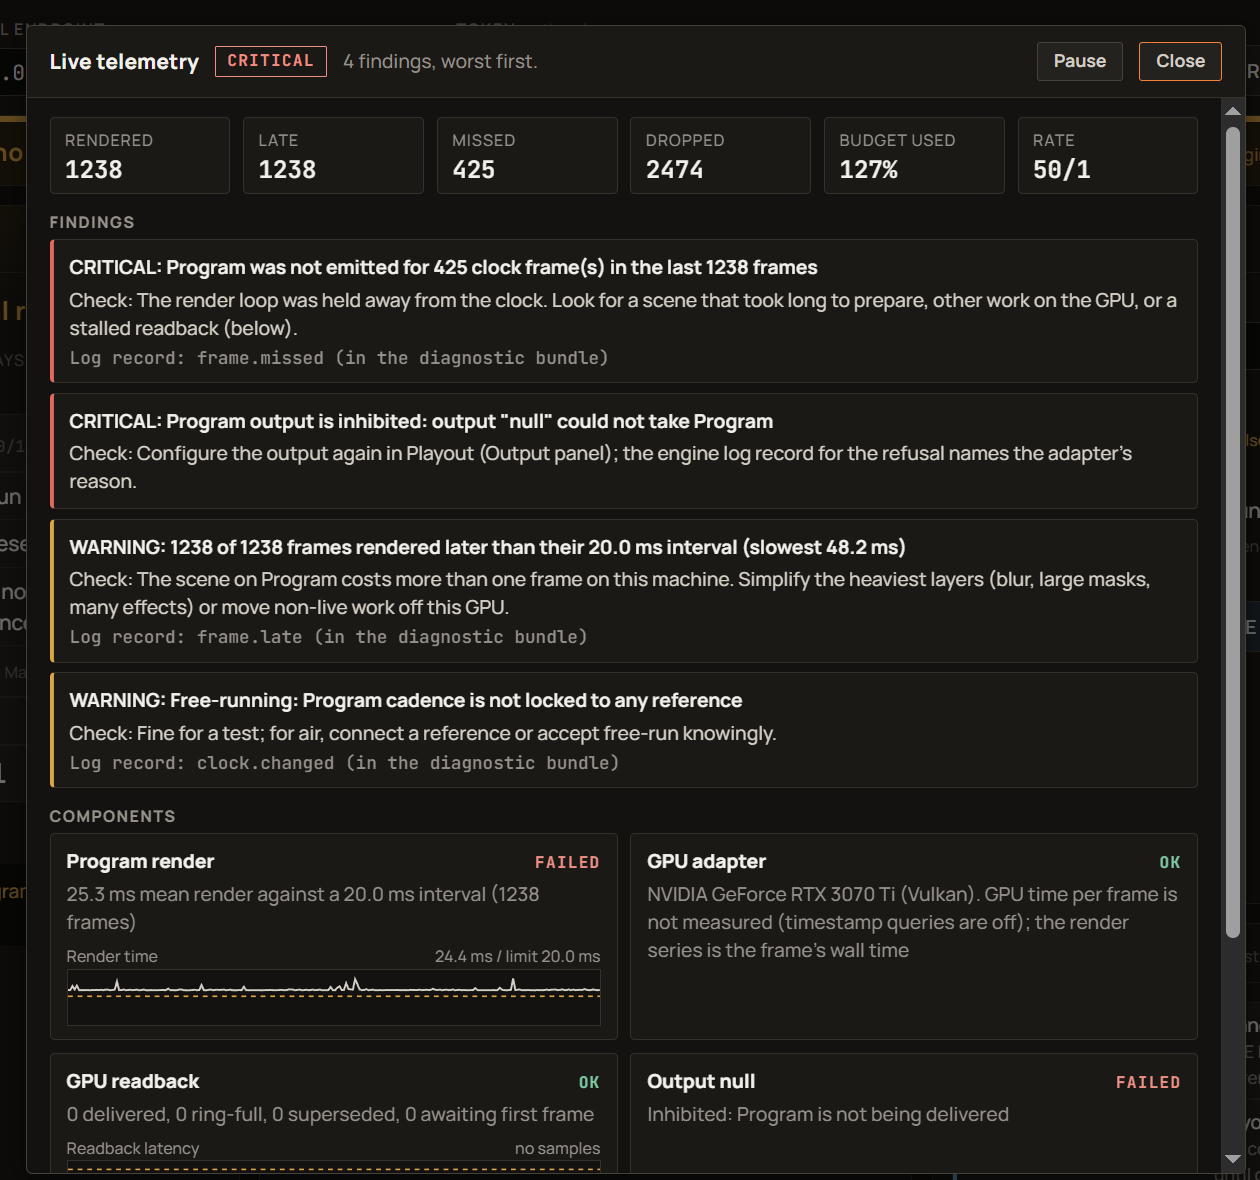 Live telemetry CRITICAL 4 findings, worst first. Pause Close
RENDERED LATE MISSED DROPPED BUDGET USED RATE
1238 1238 425 2474 127% 50/1
FINDINGS
CRITICAL: Program was not emitted for 425 clock frame(s) in the last 1238 frames
Check: The render loop was held away from the clock. Look for a scene that took long to prepare, other work on the GPU, or a
stalled readback (below).
Log record: frame.missed (in the diagnostic bundle)
CRITICAL: Program output is inhibited: output "null" could not take Program
Check: Configure the output again in Playout (Output panel); the engine log record for the refusal names the adapter's
reason.
WARNING: 1238 of 1238 frames rendered later than their 20.0 ms interval (slowest 48.2 ms)
Check: The scene on Program costs more than one frame on this machine. Simplify the heaviest layers (blur, large masks,
many effects) or move non-live work off this GPU.
Log record: frame.late (in the diagnostic bundle)
WARNING: Free-running: Program cadence is not locked to any reference
Check: Fine for a test; for air, connect a reference or accept free-run knowingly.
Log record: clock.changed (in the diagnostic bundle)
COMPONENTS
Program render FAILED
25.3 ms mean render against a 20.0 ms interval (1238
frames)
Render time 24.4 ms / limit 20.0 ms
GPU adapter OK
NVIDIA GeForce RTX 3070 Ti (Vulkan). GPU time per frame is
not measured (timestamp queries are off); the render
series is the frame's wall time
GPU readback OK
0 delivered, 0 ring-full, 0 superseded, 0 awaiting first frame
Readback latency no samples
Output null FAILED
Inhibited: Program is not being delivered